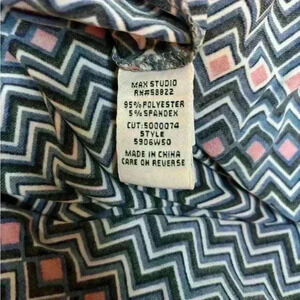 MAX STUDIO
RN#58822
95% POLYESTER
5% SPANDEX
CUT: 5000074
STYLE
5906W50
MADE IN CHINA
CARE ON REVERSE